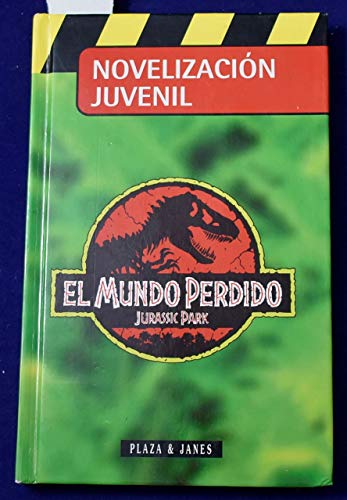 NOVELIZACIÓN
JUVENIL
EL MUNDO PERDIDO
JURASSIC PARK
PLAZA & JANES